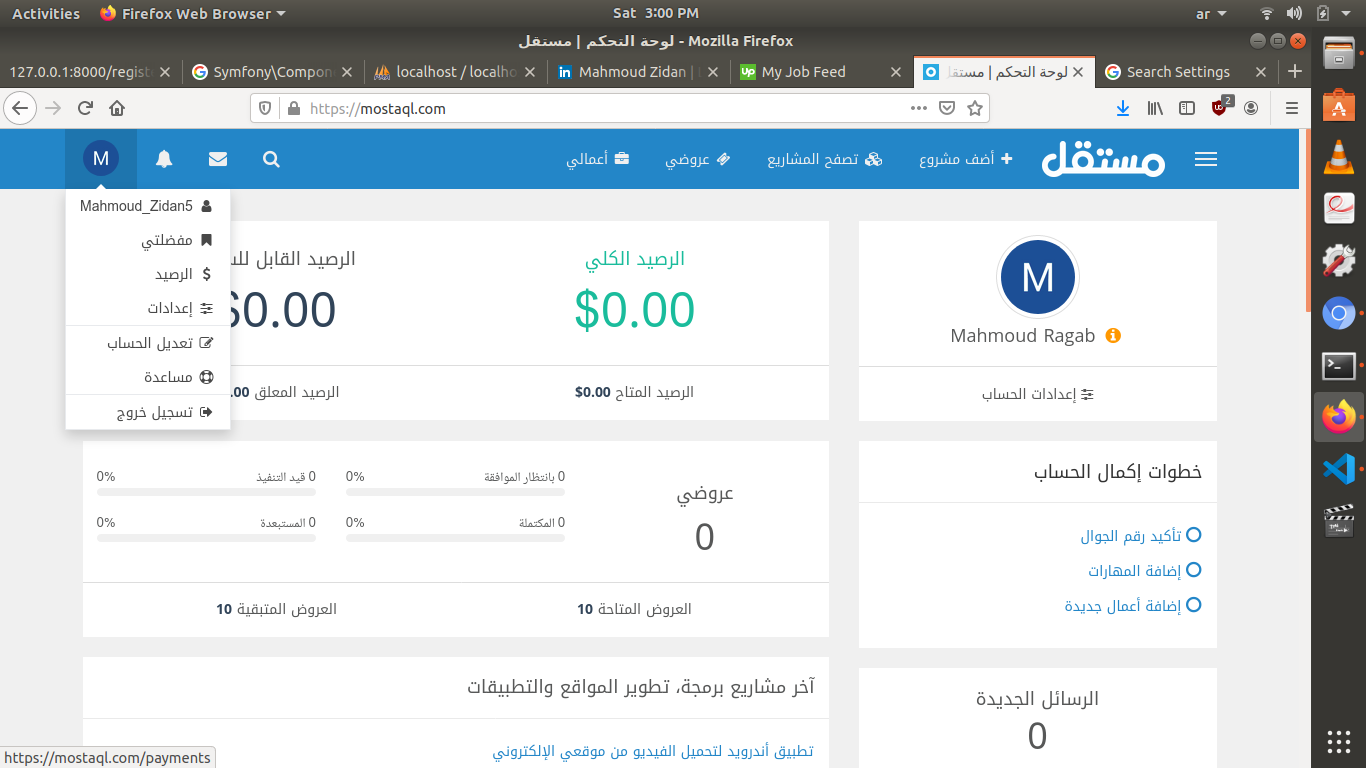 Activities Firefox Web Browser Sat 3:00 PM ar
لوحة التحكم | مستقل - Mozilla Firefox
127.0.0.1:8000/regist Symfony\Compon localhost / localho Mahmoud Zidan | My Job Feed لوحة التحكم | مستقل Search Settings
https://mostaql.com 2
مستقل أضف مشروع تصفح المشاريع عروضي أعمالي M
Mahmoud_Zidan5
مفضلتي
الرصيد
إعدادات
تعديل الحساب
مساعدة
تسجيل خروج
M
Mahmoud Ragab
إعدادات الحساب
الرصيد الكلي
$0.00
الرصيد القابل
$0.00
الرصيد المتاح $0.00
الرصيد المعلق .00
خطوات إكمال الحساب
تأكيد رقم الجوال
إضافة المهارات
إضافة أعمال جديدة
عروضي
0
0 بانتظار الموافقة 0%
0 قيد التنفيذ 0%
0 المكتملة 0%
0 المستبعدة 0%
العروض المتاحة 10
العروض المتبقية 10
الرسائل الجديدة
0
آخر مشاريع برمجة، تطوير المواقع والتطبيقات
تطبيق أندرويد لتحميل الفيديو من موقعي الإلكتروني
https://mostaql.com/payments